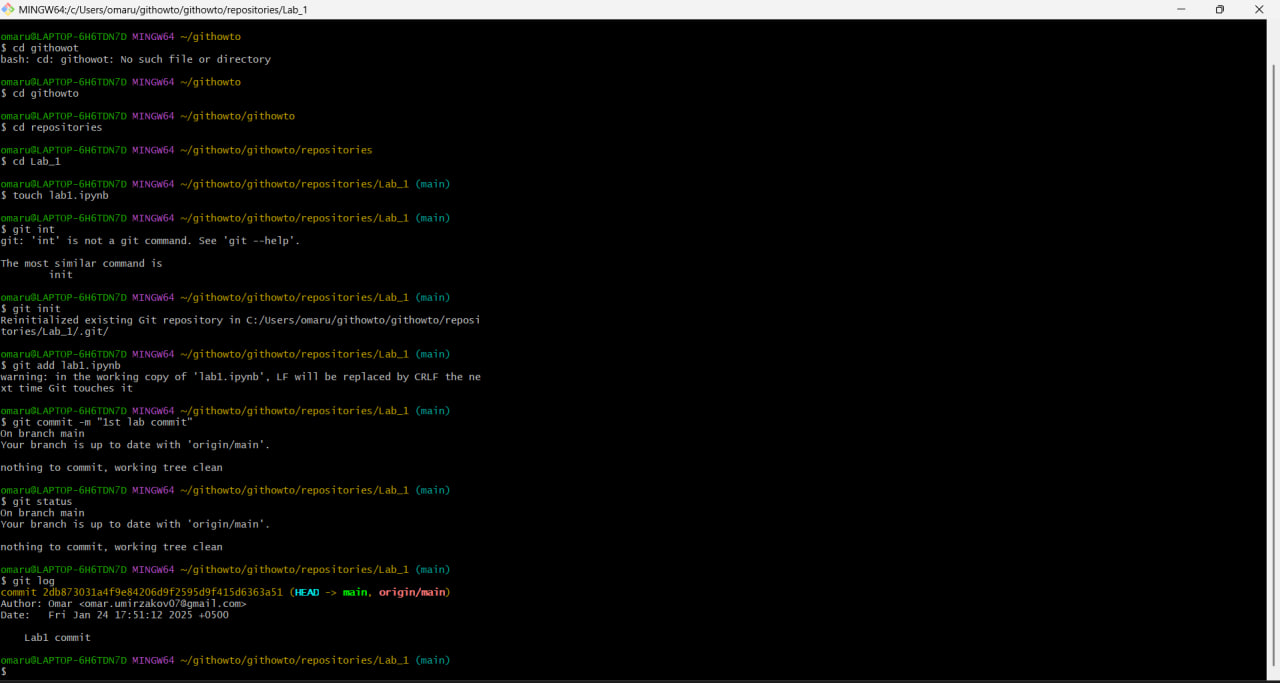 MINGW64:/c/Users/omaru/githowto/githowto/repositories/Lab_1
omaru@LAPTOP-6H6TDN7D MINGW64 ~/githowto
$ cd githowot
bash: cd: githowot: No such file or directory
omaru@LAPTOP-6H6TDN7D MINGW64 ~/githowto
$ cd githowto
omaru@LAPTOP-6H6TDN7D MINGW64 ~/githowto/githowto
$ cd repositories
omaru@LAPTOP-6H6TDN7D MINGW64 ~/githowto/githowto/repositories
$ cd Lab_1
omaru@LAPTOP-6H6TDN7D MINGW64 ~/githowto/githowto/repositories/Lab_1 (main)
$ touch lab1.ipynb
omaru@LAPTOP-6H6TDN7D MINGW64 ~/githowto/githowto/repositories/Lab_1 (main)
$ git int
git: 'int' is not a git command. See 'git --help'.
The most similar command is
init
omaru@LAPTOP-6H6TDN7D MINGW64 ~/githowto/githowto/repositories/Lab_1 (main)
$ git init
Reinitialized existing Git repository in C:/Users/omaru/githowto/githowto/reposi
tories/Lab_1/.git/
omaru@LAPTOP-6H6TDN7D MINGW64 ~/githowto/githowto/repositories/Lab_1 (main)
$ git add lab1.ipynb
warning: in the working copy of 'lab1.ipynb', LF will be replaced by CRLF the ne
xt time Git touches it
omaru@LAPTOP-6H6TDN7D MINGW64 ~/githowto/githowto/repositories/Lab_1 (main)
$ git commit -m "1st lab commit"
On branch main
Your branch is up to date with 'origin/main'.
nothing to commit, working tree clean
omaru@LAPTOP-6H6TDN7D MINGW64 ~/githowto/githowto/repositories/Lab_1 (main)
$ git status
On branch main
Your branch is up to date with 'origin/main'.
nothing to commit, working tree clean
omaru@LAPTOP-6H6TDN7D MINGW64 ~/githowto/githowto/repositories/Lab_1 (main)
$ git log
commit 2db873031a4f9e84206d9f2595d9f415d6363a51 (HEAD -> main, origin/main)
Author: Omar <omar.umirzakov07@gmail.com>
Date:   Fri Jan 24 17:51:12 2025 +0500
Lab1 commit
omaru@LAPTOP-6H6TDN7D MINGW64 ~/githowto/githowto/repositories/Lab_1 (main)
$